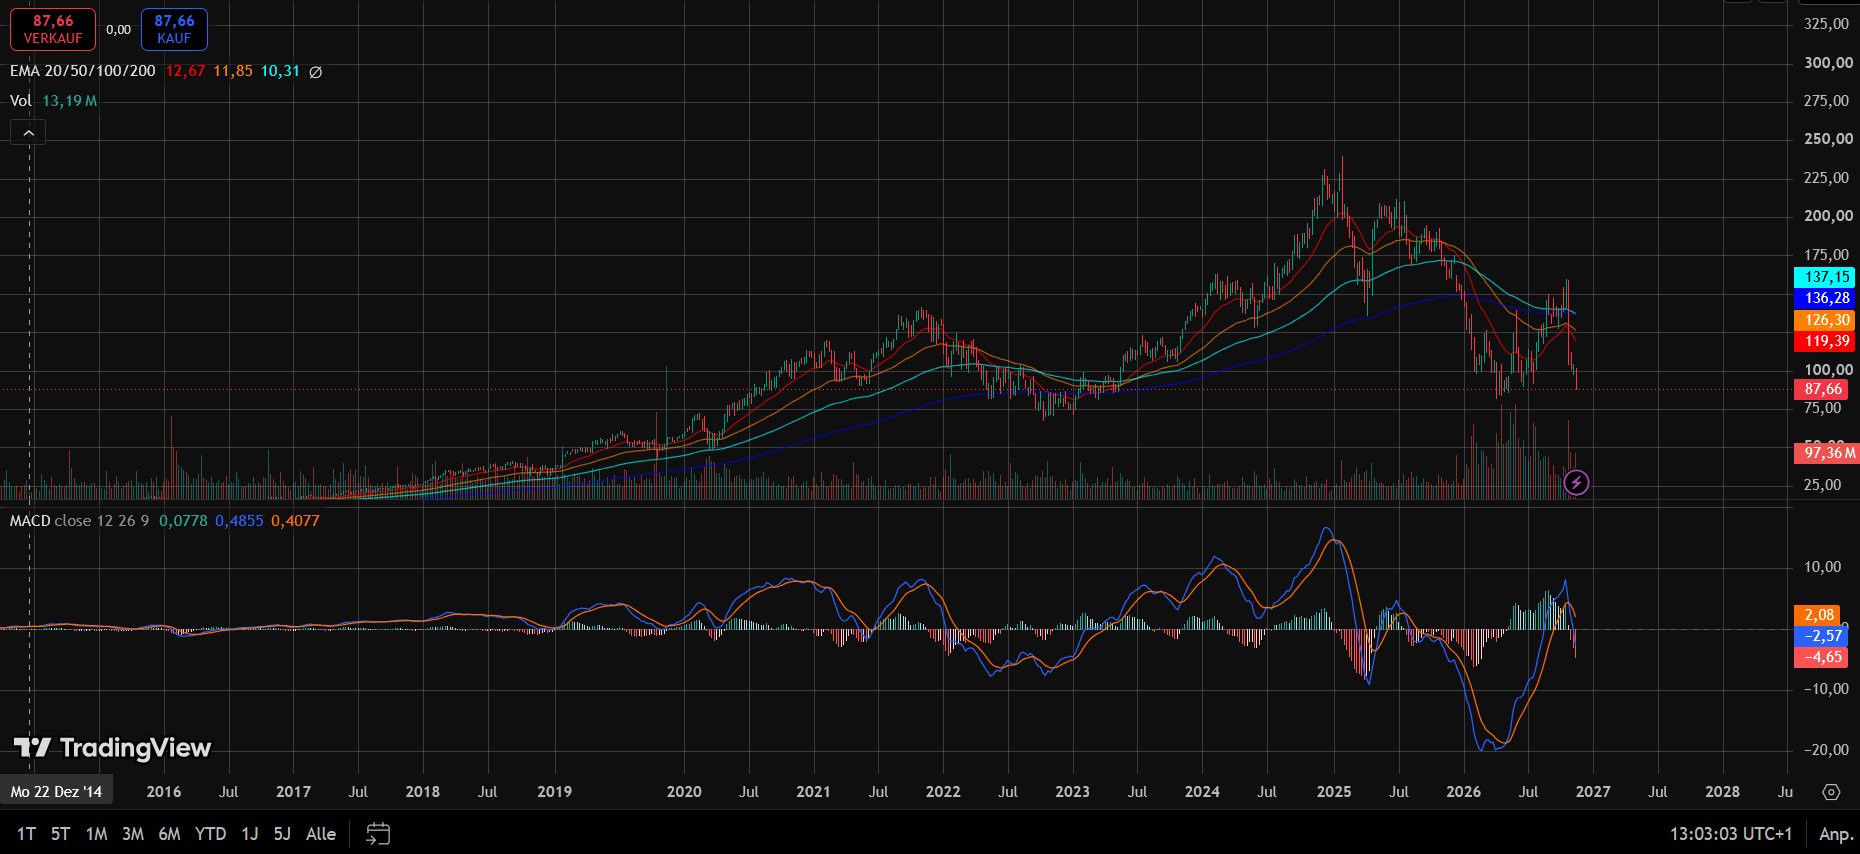 87,66 VERKAUF 0,00 87,66 KAUF
EMA 20/50/100/200 12,67 11,85 10,31 ∅
Vol 13,19 M
325,00
300,00
275,00
250,00
225,00
200,00
175,00
137,15
136,28
126,30
119,39
100,00
87,66
75,00
97,36 M
25,00
MACD close 12 26 9 0,0778 0,4855 0,4077
10,00
2,08
−2,57
−4,65
−10,00
−20,00
TradingView
Mo 22 Dez '14 2016 Jul 2017 Jul 2018 Jul 2019 2020 Jul 2021 Jul 2022 Jul 2023 Jul 2024 Jul 2025 Jul 2026 Jul 2027 Jul 2028 Ju
1T 5T 1M 3M 6M YTD 1J 5J Alle 13:03:03 UTC+1 Anp.